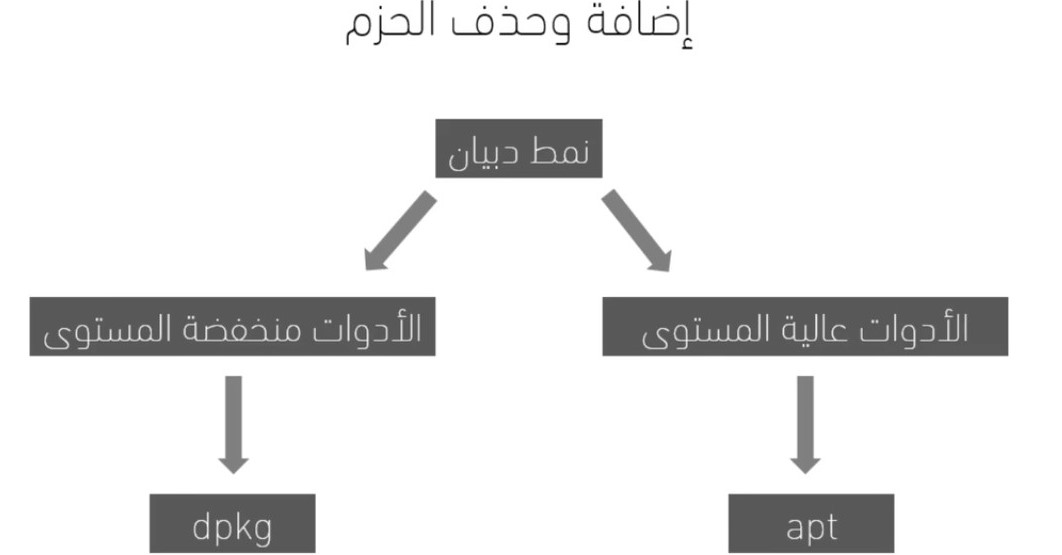 إضافة وحذف الحزم
نمط دبيان
الأدوات عالية المستوى
الأدوات منخفضة المستوى
apt
dpkg